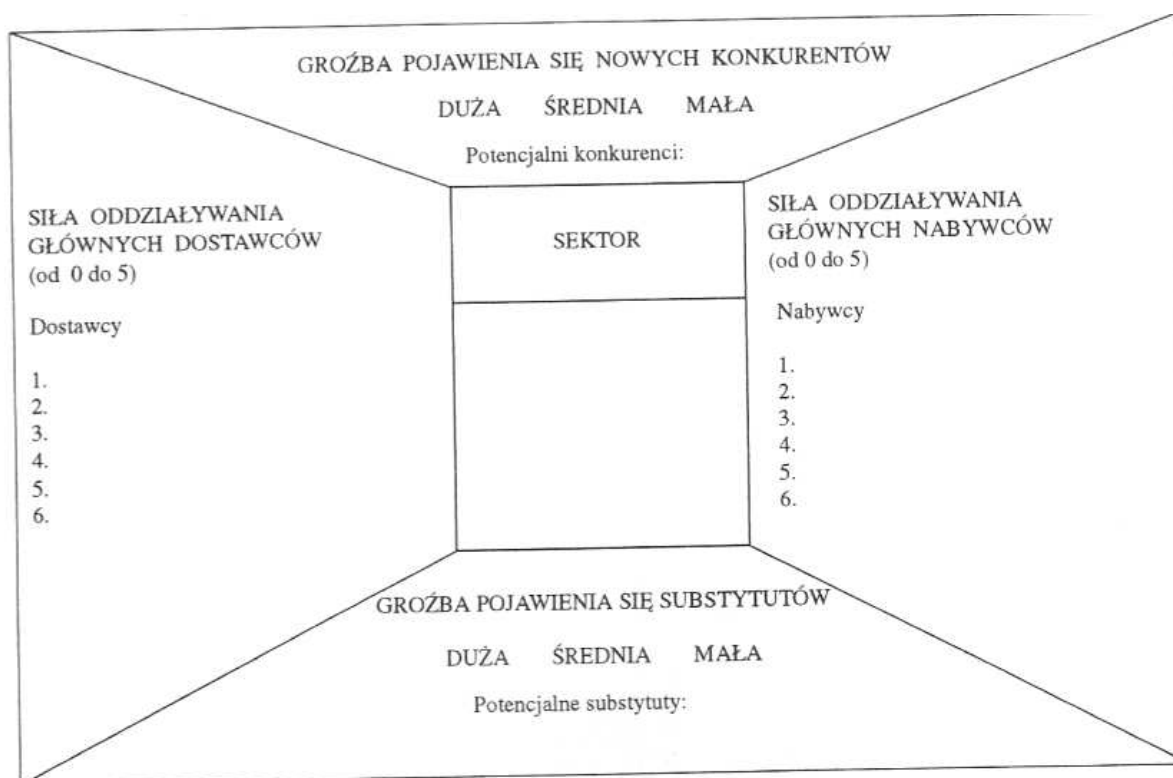 GROŹBA POJAWIENIA SIĘ NOWYCH KONKURENTÓW
DUŻA ŚREDNIA MAŁA
Potencjalni konkurenci:
SIŁA ODDZIAŁYWANIA
GŁÓWNYCH DOSTAWCÓW
(od 0 do 5)
Dostawcy
1.
2.
3.
4.
5.
6.
SEKTOR
SIŁA ODDZIAŁYWANIA
GŁÓWNYCH NABYWCÓW
(od 0 do 5)
Nabywcy
1.
2.
3.
4.
5.
6.
GROŹBA POJAWIENIA SIĘ SUBSTYTUTÓW
DUŻA ŚREDNIA MAŁA
Potencjalne substytuty: